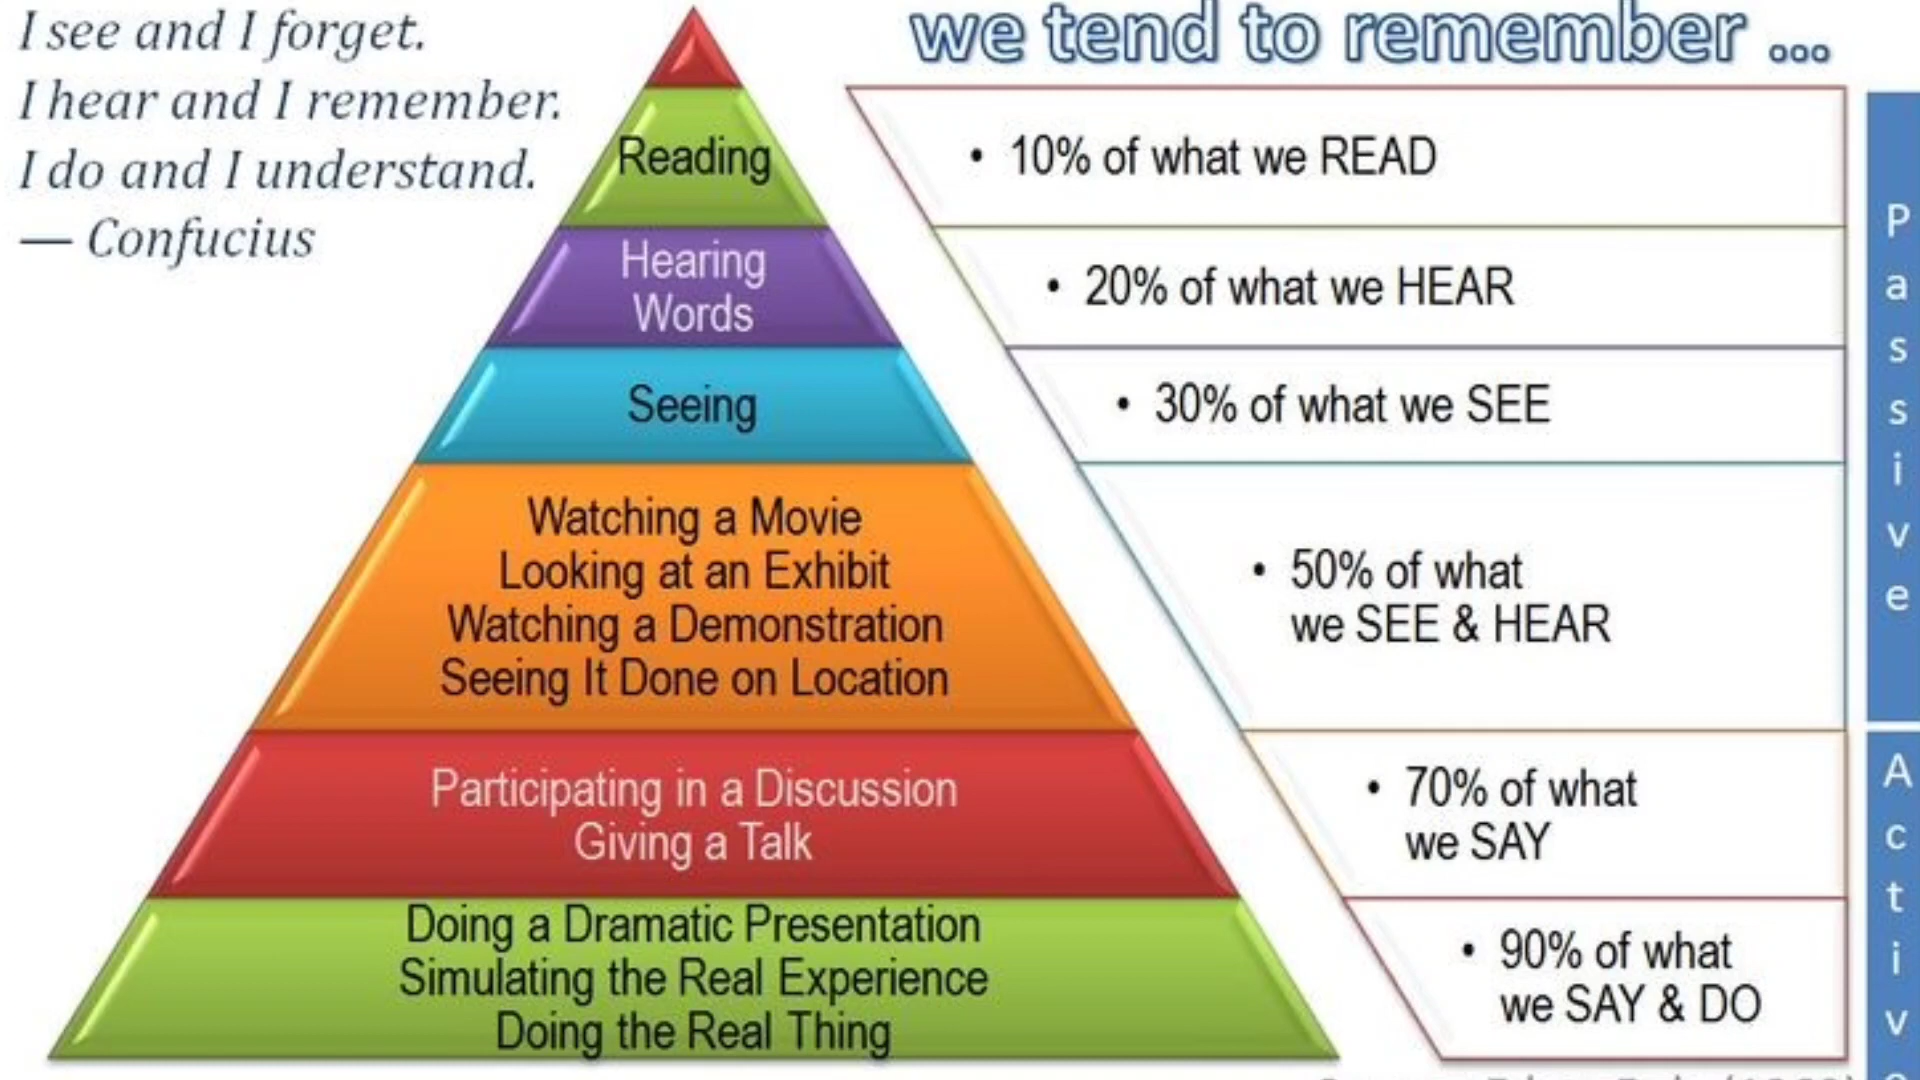 I see and I forget.
I hear and I remember.
I do and I understand.
— Confucius
we tend to remember ...
Reading
• 10% of what we READ
Hearing
Words
• 20% of what we HEAR
Seeing
• 30% of what we SEE
Watching a Movie
Looking at an Exhibit
Watching a Demonstration
Seeing It Done on Location
• 50% of what
we SEE & HEAR
Participating in a Discussion
Giving a Talk
• 70% of what
we SAY
Doing a Dramatic Presentation
Simulating the Real Experience
Doing the Real Thing
• 90% of what
we SAY & DO
Passive
Active